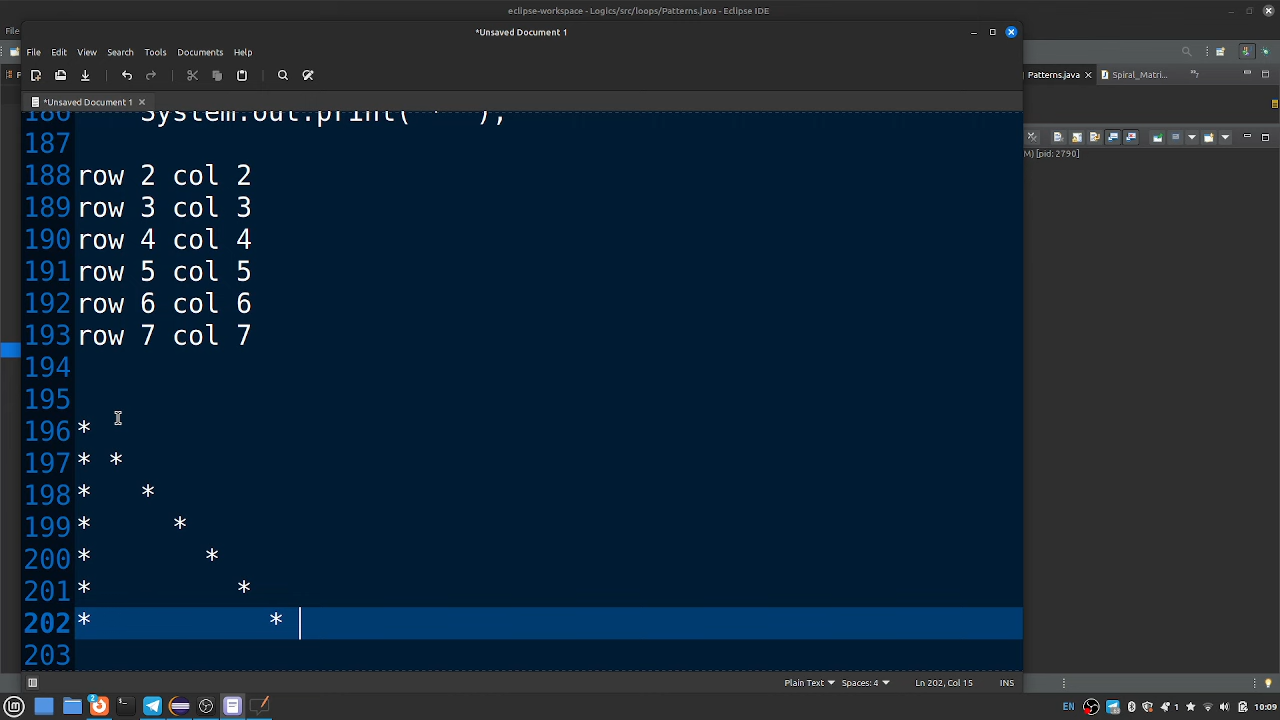 eclipse-workspace - Logics/src/loops/Patterns.java - Eclipse IDE
*Unsaved Document 1
File Edit View Search Tools Documents Help
*Unsaved Document 1
Patterns.java
Spiral_Matri...
M) [pid: 2790]
186 System.out.print(" * ");
187
188 row 2 col 2
189 row 3 col 3
190 row 4 col 4
191 row 5 col 5
192 row 6 col 6
193 row 7 col 7
194
195
196 *
197 * *
198 *   *
199 *     *
200 *       *
201 *         *
202 *           *
203
Plain Text Spaces: 4 Ln 202, Col 15 INS
2 EN 1 10:09